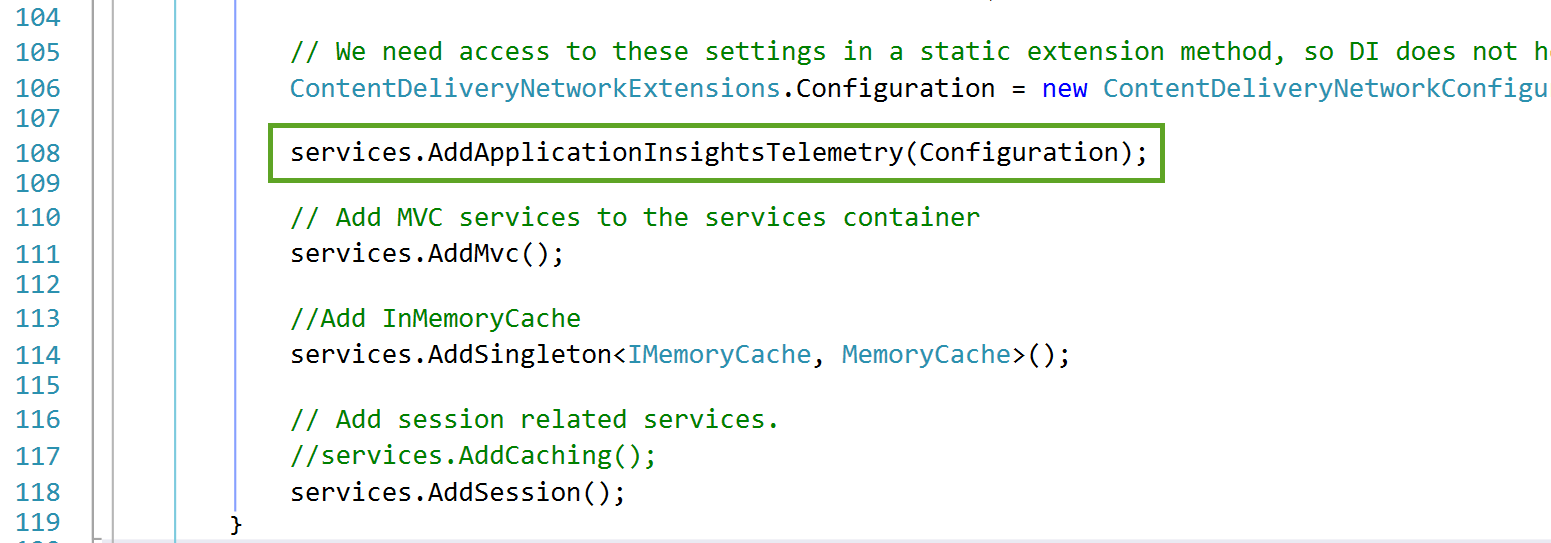 104
105 // We need access to these settings in a static extension method, so DI does not
106 ContentDeliveryNetworkExtensions.Configuration = new ContentDeliveryNetworkConfigu
107
108 services.AddApplicationInsightsTelemetry(Configuration);
109
110 // Add MVC services to the services container
111 services.AddMvc();
112
113 //Add InMemoryCache
114 services.AddSingleton<IMemoryCache, MemoryCache>();
115
116 // Add session related services.
117 //services.AddCaching();
118 services.AddSession();
119 }